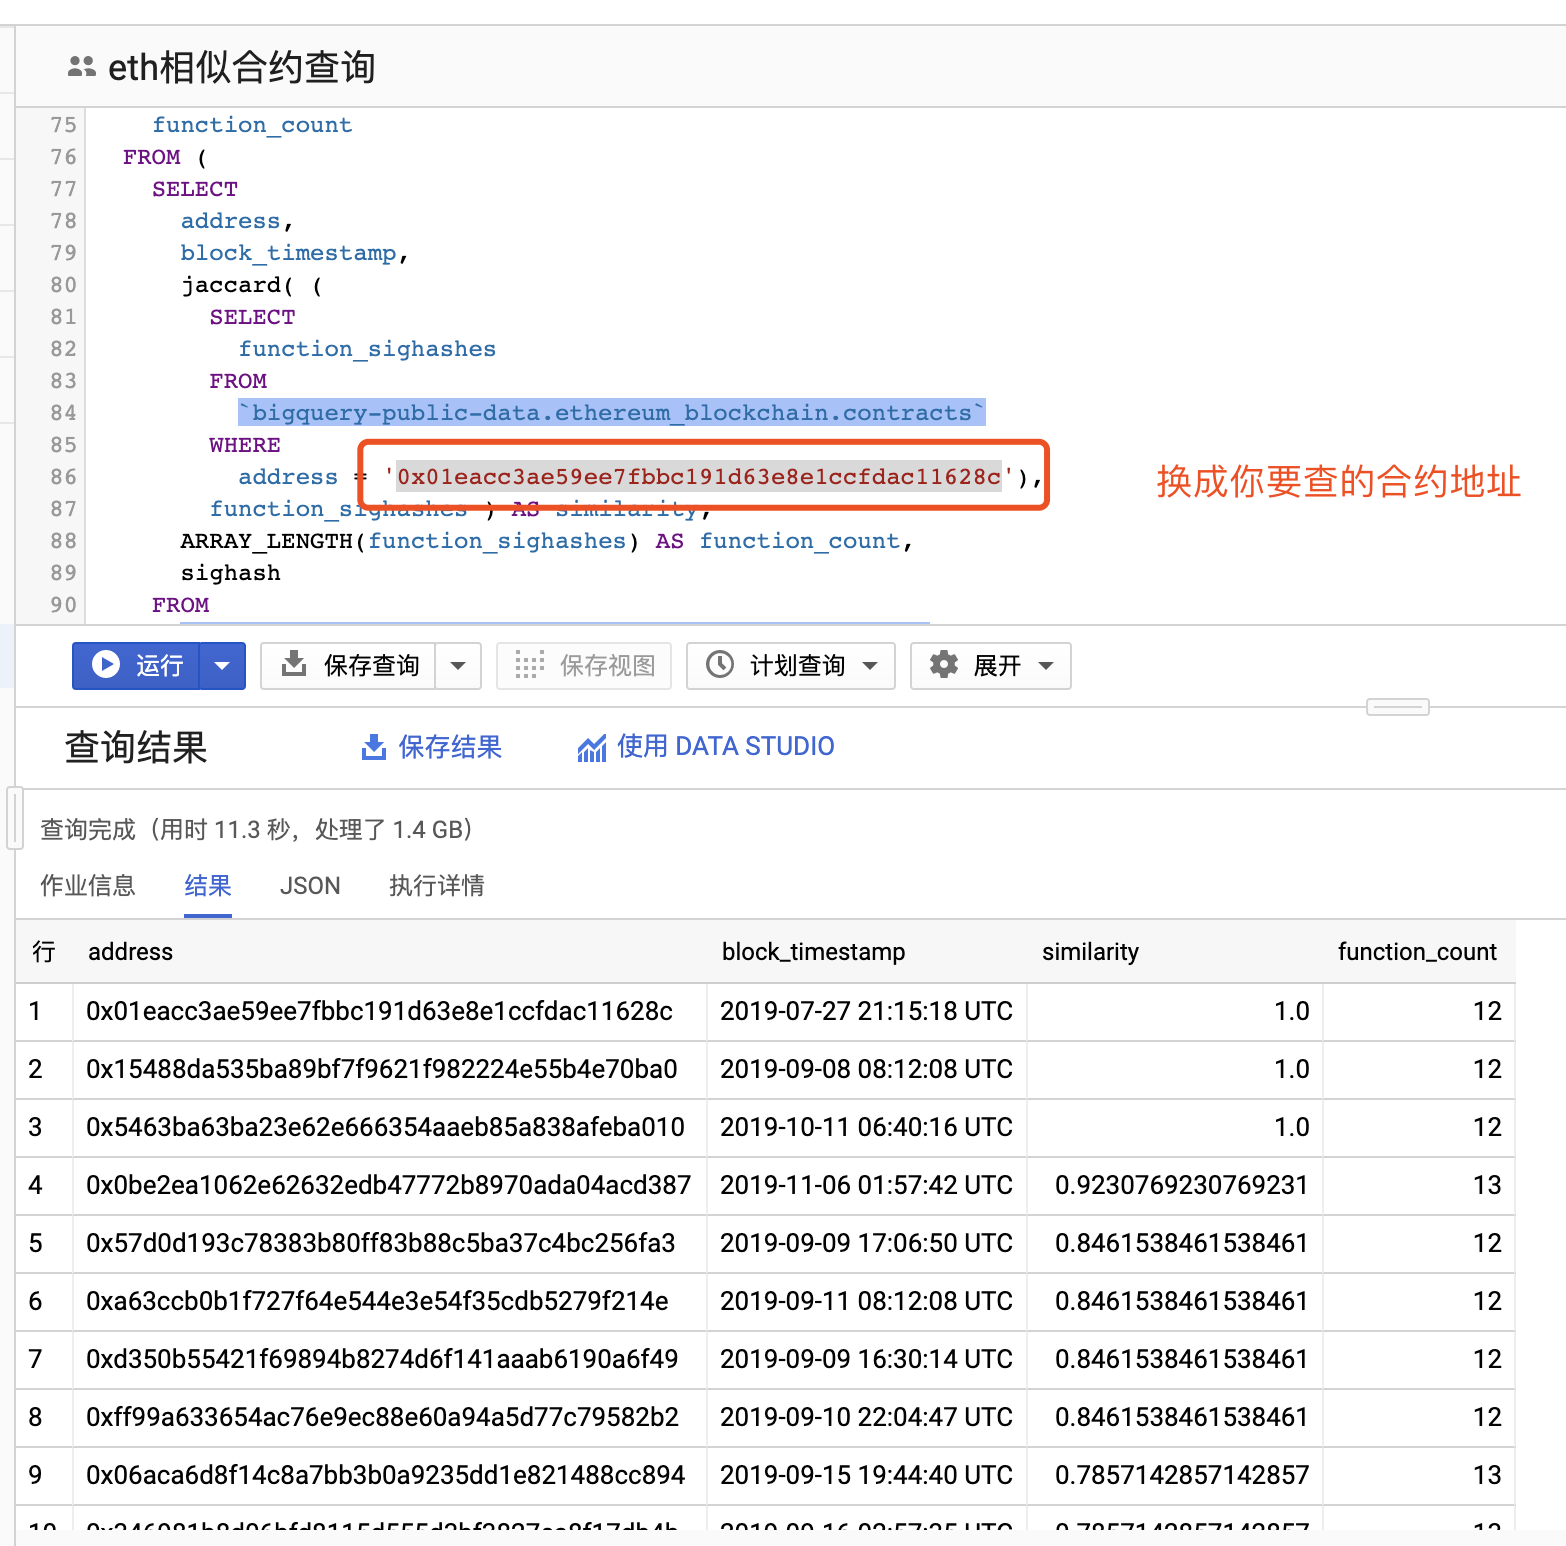 eth相似合约查询
75 function_count
76 FROM (
77 SELECT
78 address,
79 block_timestamp,
80 jaccard( (
81 SELECT
82 function_sighashes
83 FROM
84 `bigquery-public-data.ethereum_blockchain.contracts`
85 WHERE
86 address = '0x01eacc3ae59ee7fbbc191d63e8e1ccfdac11628c'),
换成你要查的合约地址
87 function_sighashes ) AS similarity,
88 ARRAY_LENGTH(function_sighashes) AS function_count,
89 sighash
90 FROM
运行 保存查询 保存视图 计划查询 展开
查询结果 保存结果 使用 DATA STUDIO
查询完成（用时 11.3 秒，处理了 1.4 GB）
作业信息 结果 JSON 执行详情
行 address block_timestamp similarity function_count
1 0x01eacc3ae59ee7fbbc191d63e8e1ccfdac11628c 2019-07-27 21:15:18 UTC 1.0 12
2 0x15488da535ba89bf7f9621f982224e55b4e70ba0 2019-09-08 08:12:08 UTC 1.0 12
3 0x5463ba63ba23e62e666354aaeb85a838afeba010 2019-10-11 06:40:16 UTC 1.0 12
4 0x0be2ea1062e62632edb47772b8970ada04acd387 2019-11-06 01:57:42 UTC 0.9230769230769231 13
5 0x57d0d193c78383b80ff83b88c5ba37c4bc256fa3 2019-09-09 17:06:50 UTC 0.8461538461538461 12
6 0xa63ccb0b1f727f64e544e3e54f35cdb5279f214e 2019-09-11 08:12:08 UTC 0.8461538461538461 12
7 0xd350b55421f69894b8274d6f141aaab6190a6f49 2019-09-09 16:30:14 UTC 0.8461538461538461 12
8 0xff99a633654ac76e9ec88e60a94a5d77c79582b2 2019-09-10 22:04:47 UTC 0.8461538461538461 12
9 0x06aca6d8f14c8a7bb3b0a9235dd1e821488cc894 2019-09-15 19:44:40 UTC 0.7857142857142857 13